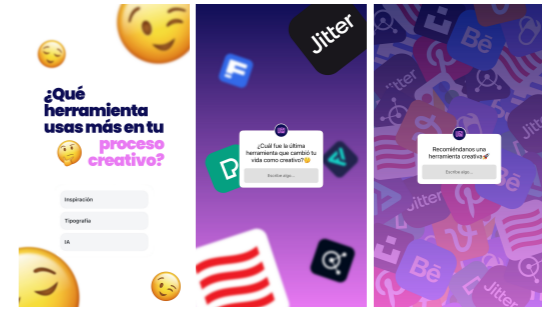 ¿Qué
herramienta
usas más en tu
proceso
creativo?
Inspiración
Tipografía
IA
Jitter
¿Cuál fue la última
herramienta que cambió tu
vida como creativo?🤔
Escribe algo...
Bē
Jitter
Recomiéndanos una
herramienta creativa🚀
Escribe algo...
Bē
Jitter
Bē